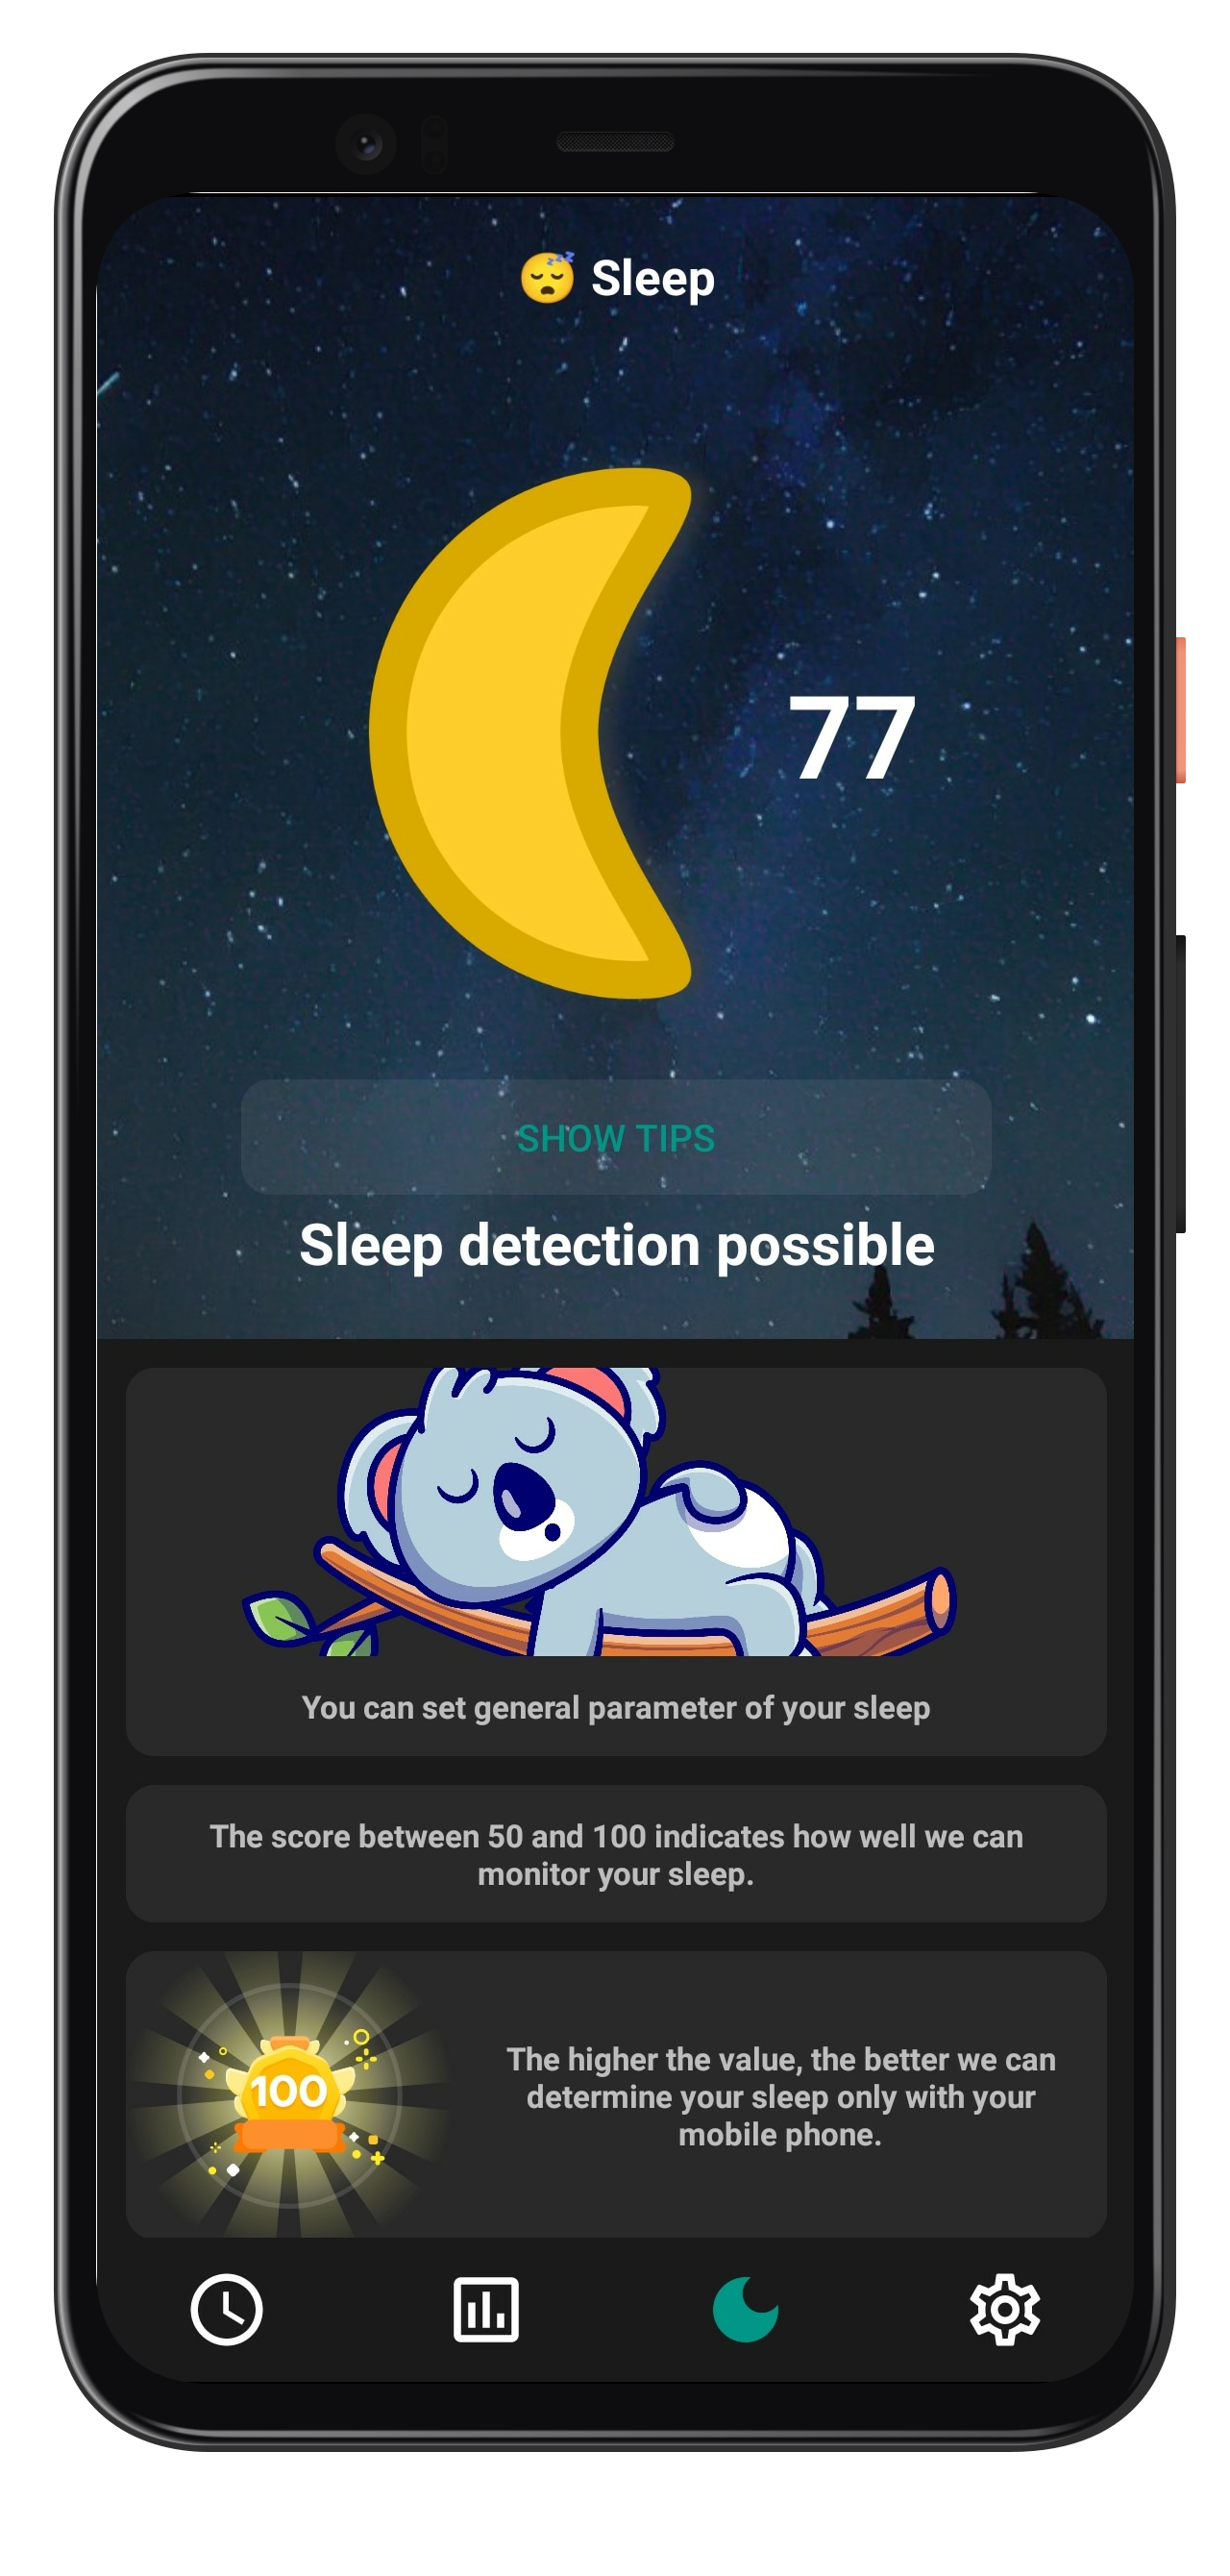 😴 Sleep
77
SHOW TIPS
Sleep detection possible
You can set general parameter of your sleep
The score between 50 and 100 indicates how well we can
monitor your sleep.
100
The higher the value, the better we can
determine your sleep only with your
mobile phone.